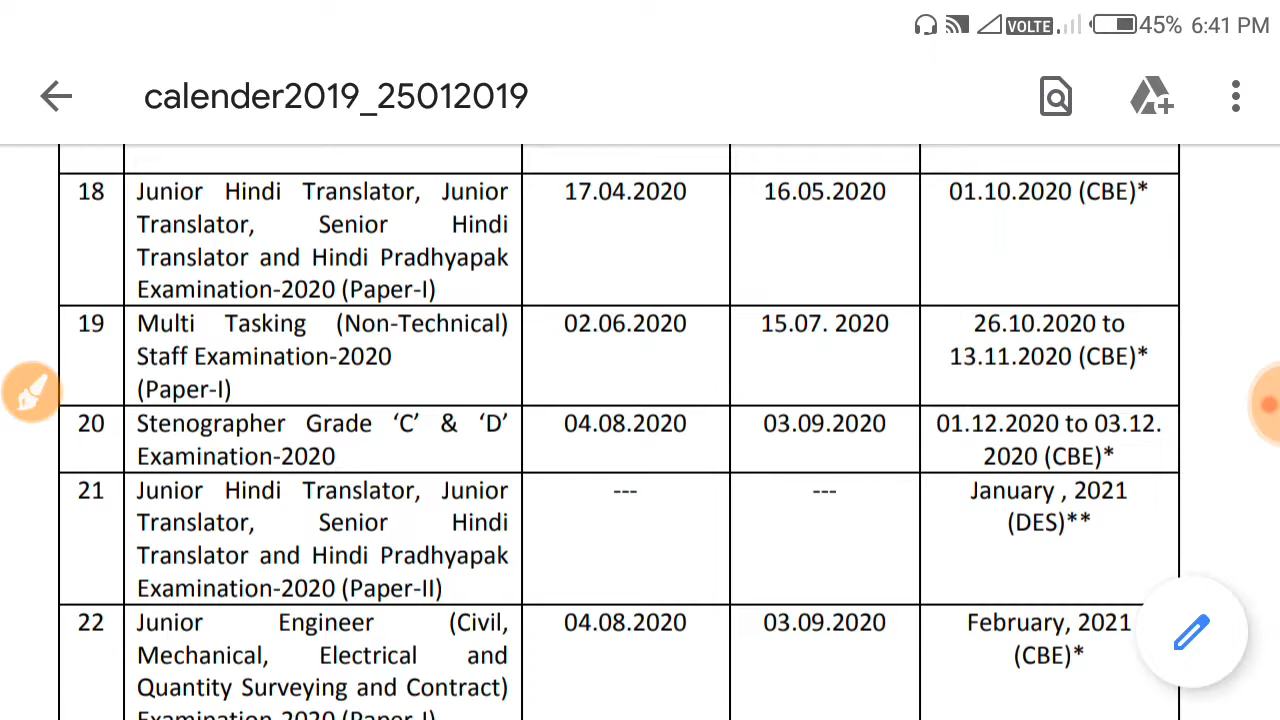 VOLTE 45% 6:41 PM
calender2019_25012019
18 Junior Hindi Translator, Junior 17.04.2020 16.05.2020 01.10.2020 (CBE)*
Translator, Senior Hindi
Translator and Hindi Pradhyapak
Examination-2020 (Paper-I)
19 Multi Tasking (Non-Technical) 02.06.2020 15.07. 2020 26.10.2020 to
Staff Examination-2020 13.11.2020 (CBE)*
(Paper-I)
20 Stenographer Grade ‘C’ & ‘D’ 04.08.2020 03.09.2020 01.12.2020 to 03.12.
Examination-2020 2020 (CBE)*
21 Junior Hindi Translator, Junior --- --- January , 2021
Translator, Senior Hindi (DES)**
Translator and Hindi Pradhyapak
Examination-2020 (Paper-II)
22 Junior Engineer (Civil, 04.08.2020 03.09.2020 February, 2021
Mechanical, Electrical and (CBE)*
Quantity Surveying and Contract)
Examination-2020 (Paper-I)